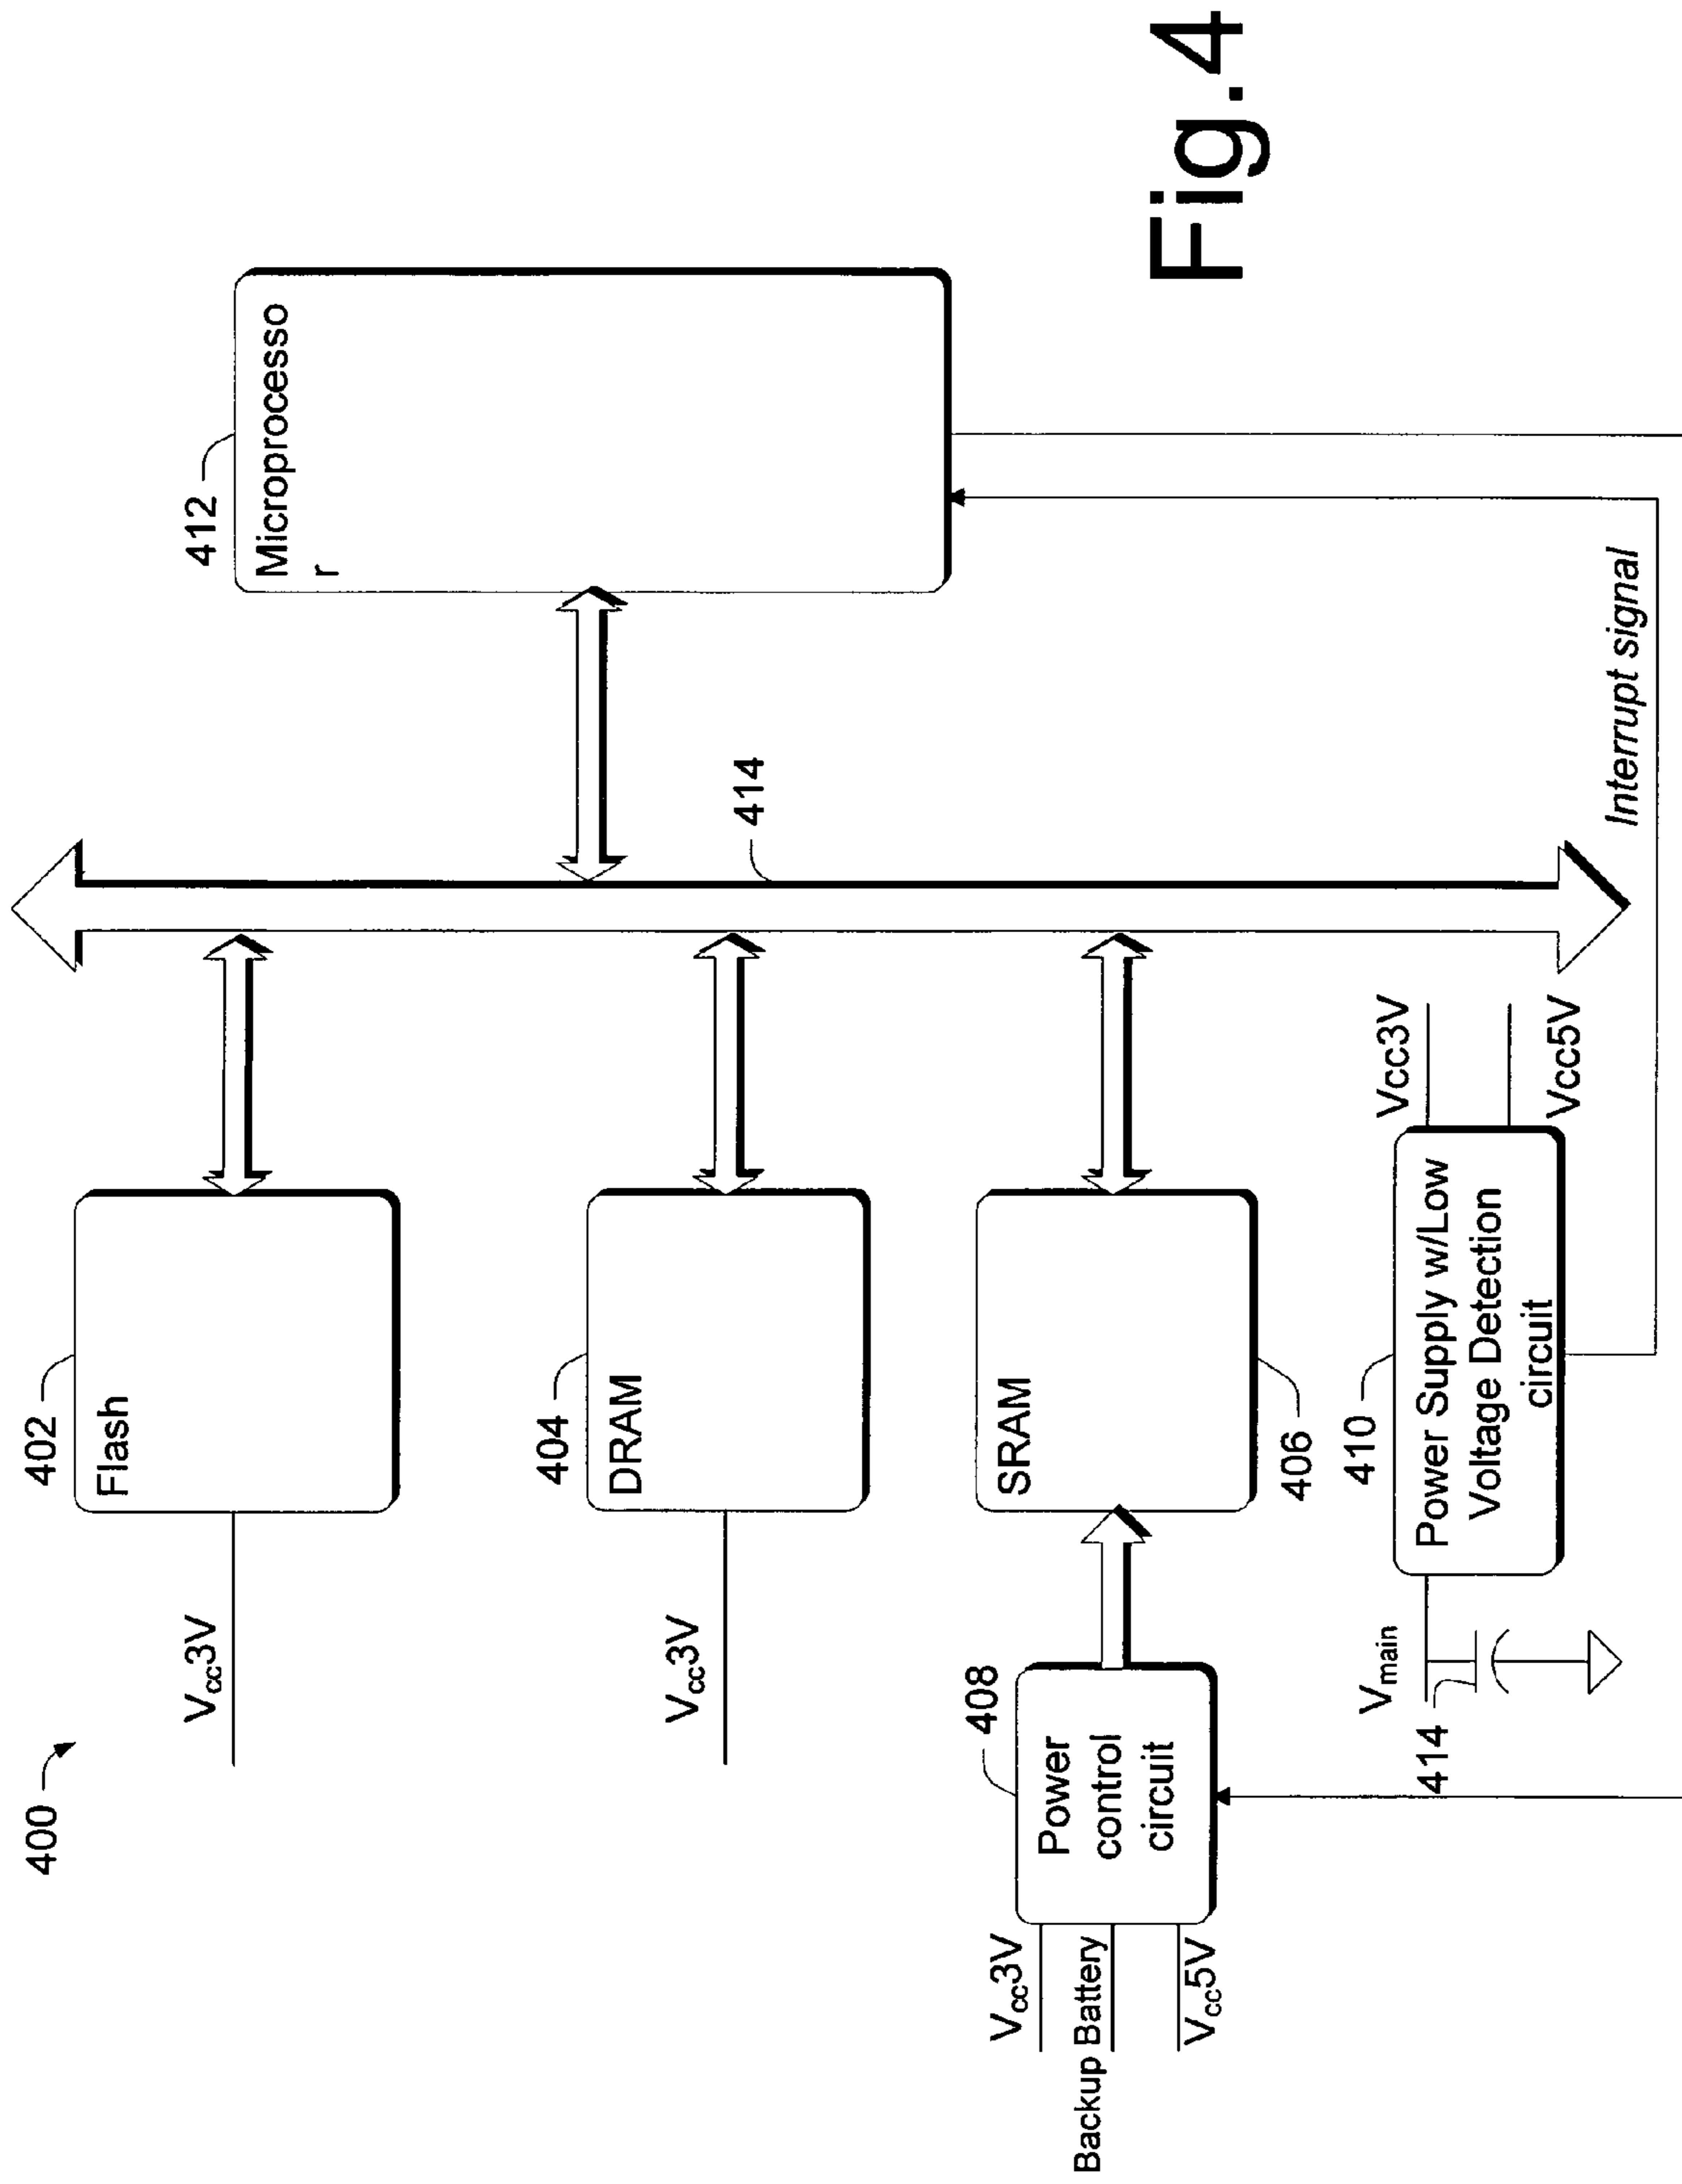 400
402
Flash
Vcc3V
404
DRAM
Vcc3V
408
Power
control
circuit
Vcc3V
Backup Battery
Vcc5V
SRAM
406
410
Power Supply w/Low
Voltage Detection
circuit
Vmain
414
Vcc3V
Vcc5V
414
412
Microprocesso
r
Interrupt signal
Fig.4